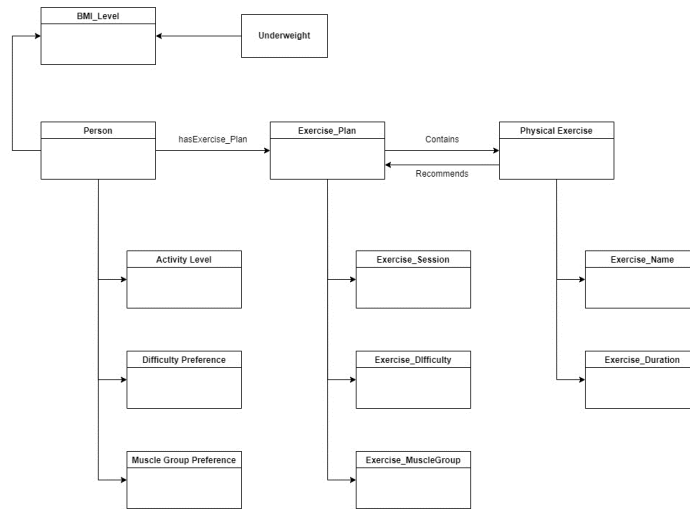 BMI_Level
Underweight
Person
hasExercise_Plan
Exercise_Plan
Contains
Recommends
Physical Exercise
Activity Level
Exercise_Session
Exercise_Name
Difficulty Preference
Exercise_DIfficulty
Exercise_Duration
Muscle Group Preference
Exercise_MuscleGroup